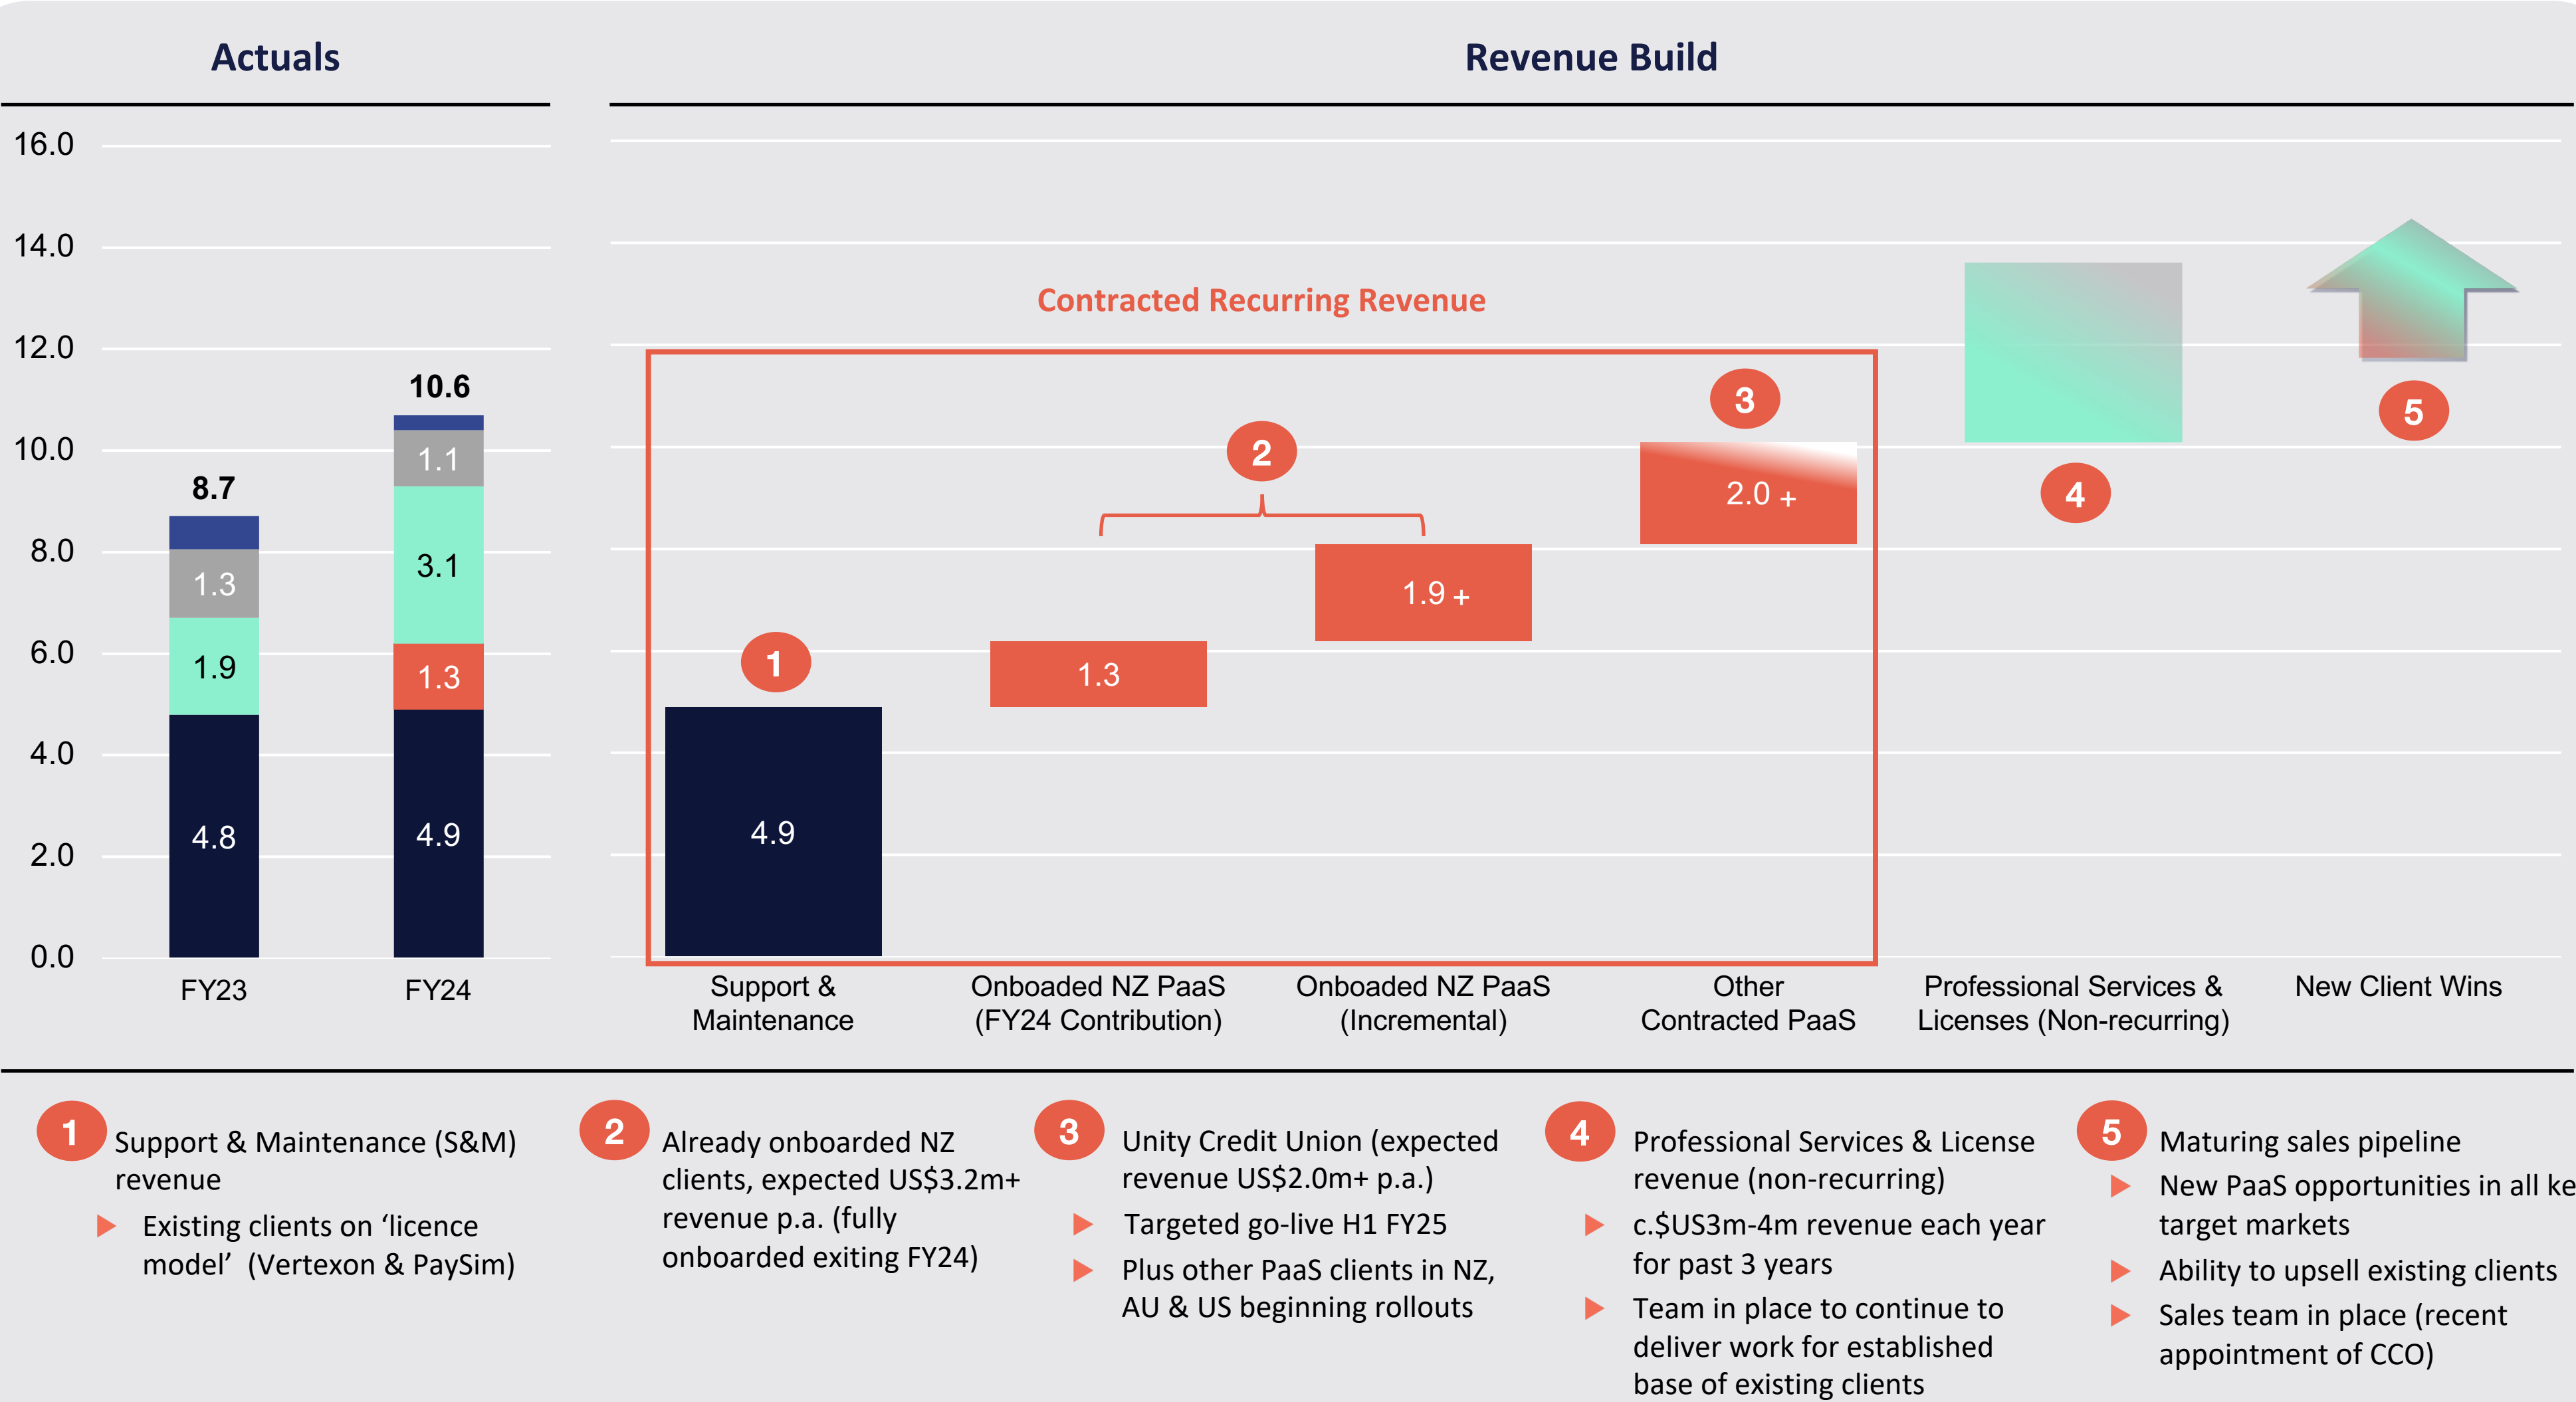 Actuals
Revenue Build
16.0
14.0
12.0
10.0
8.0
6.0
4.0
2.0
0.0
8.7
1.3
1.9
4.8
FY23
10.6
1.1
3.1
1.3
4.9
FY24
Contracted Recurring Revenue
1
4.9
Support &
Maintenance
2
1.3
Onboaded NZ PaaS
(FY24 Contribution)
1.9 +
Onboaded NZ PaaS
(Incremental)
3
2.0 +
Other
Contracted PaaS
4
Professional Services &
Licenses (Non-recurring)
5
New Client Wins
1
Support & Maintenance (S&M)
revenue
Existing clients on ‘licence
model’ (Vertexon & PaySim)
2
Already onboarded NZ
clients, expected US$3.2m+
revenue p.a. (fully
onboarded exiting FY24)
3
Unity Credit Union (expected
revenue US$2.0m+ p.a.)
Targeted go-live H1 FY25
Plus other PaaS clients in NZ,
AU & US beginning rollouts
4
Professional Services & License
revenue (non-recurring)
c.$US3m-4m revenue each year
for past 3 years
Team in place to continue to
deliver work for established
base of existing clients
5
Maturing sales pipeline
New PaaS opportunities in all ke
target markets
Ability to upsell existing clients
Sales team in place (recent
appointment of CCO)